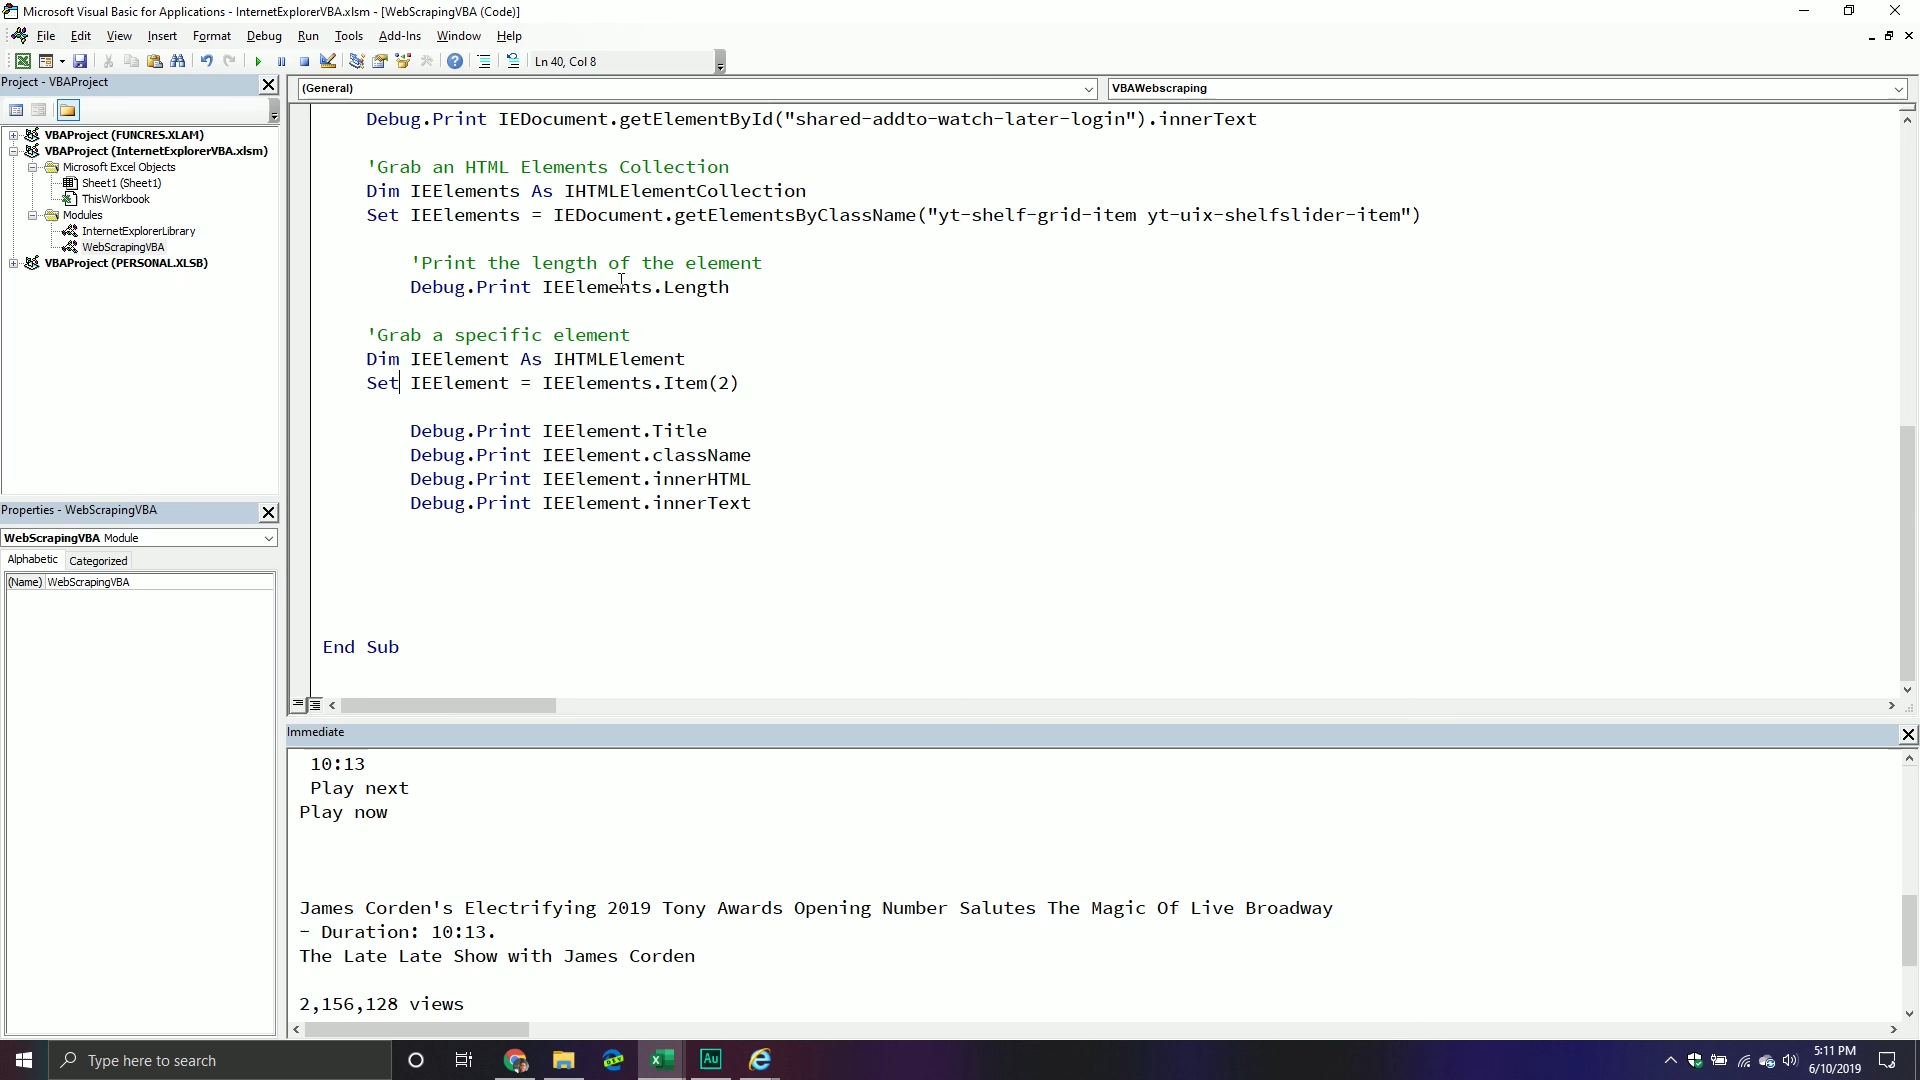 Microsoft Visual Basic for Applications - InternetExplorerVBA.xlsm - [WebScrapingVBA (Code)]
File Edit View Insert Format Debug Run Tools Add-Ins Window Help
Ln 40, Col 8
Project - VBAProject
(General)
VBAWebscraping
VBAProject (FUNCRES.XLAM)
VBAProject (InternetExplorerVBA.xlsm)
Microsoft Excel Objects
Sheet1 (Sheet1)
ThisWorkbook
Modules
InternetExplorerLibrary
WebScrapingVBA
VBAProject (PERSONAL.XLSB)
Properties - WebScrapingVBA
WebScrapingVBA Module
Alphabetic Categorized
(Name) WebScrapingVBA
Debug.Print IEDocument.getElementById("shared-addto-watch-later-login").innerText
'Grab an HTML Elements Collection
Dim IEElements As IHTMLElementCollection
Set IEElements = IEDocument.getElementsByClassName("yt-shelf-grid-item yt-uix-shelfslider-item")
'Print the length of the element
Debug.Print IEElements.Length
'Grab a specific element
Dim IEElement As IHTMLElement
Set IEElement = IEElements.Item(2)
Debug.Print IEElement.Title
Debug.Print IEElement.className
Debug.Print IEElement.innerHTML
Debug.Print IEElement.innerText
End Sub
Immediate
10:13
Play next
Play now
James Corden's Electrifying 2019 Tony Awards Opening Number Salutes The Magic Of Live Broadway
- Duration: 10:13.
The Late Late Show with James Corden
2,156,128 views
Type here to search
Au
5:11 PM
6/10/2019